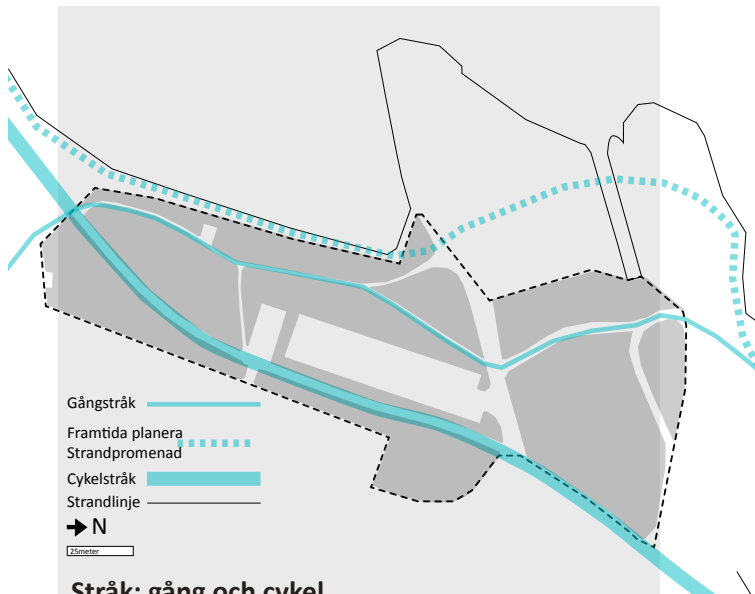 Gångstråk
Framtida planera
Strandpromenad
Cykelstråk
Strandlinje
N
25meter
Stråk: gång och cykel